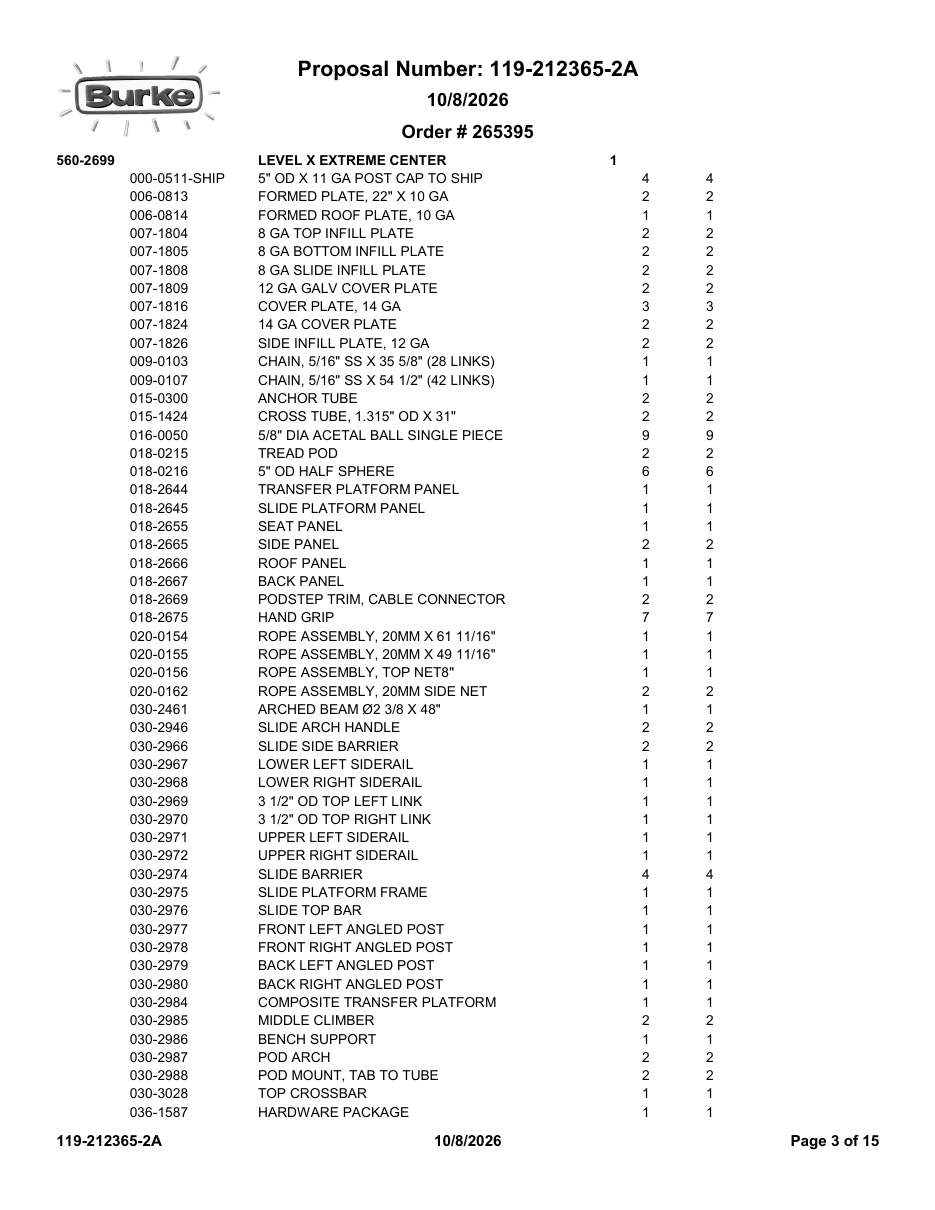 Burke
Proposal Number: 119-212365-2A
10/8/2026
Order # 265395
560-2699 LEVEL X EXTREME CENTER 1
000-0511-SHIP 5" OD X 11 GA POST CAP TO SHIP 4 4
006-0813 FORMED PLATE, 22" X 10 GA 2 2
006-0814 FORMED ROOF PLATE, 10 GA 1 1
007-1804 8 GA TOP INFILL PLATE 2 2
007-1805 8 GA BOTTOM INFILL PLATE 2 2
007-1808 8 GA SLIDE INFILL PLATE 2 2
007-1809 12 GA GALV COVER PLATE 2 2
007-1816 COVER PLATE, 14 GA 3 3
007-1824 14 GA COVER PLATE 2 2
007-1826 SIDE INFILL PLATE, 12 GA 2 2
009-0103 CHAIN, 5/16" SS X 35 5/8" (28 LINKS) 1 1
009-0107 CHAIN, 5/16" SS X 54 1/2" (42 LINKS) 1 1
015-0300 ANCHOR TUBE 2 2
015-1424 CROSS TUBE, 1.315" OD X 31" 2 2
016-0050 5/8" DIA ACETAL BALL SINGLE PIECE 9 9
018-0215 TREAD POD 2 2
018-0216 5" OD HALF SPHERE 6 6
018-2644 TRANSFER PLATFORM PANEL 1 1
018-2645 SLIDE PLATFORM PANEL 1 1
018-2655 SEAT PANEL 1 1
018-2665 SIDE PANEL 2 2
018-2666 ROOF PANEL 1 1
018-2667 BACK PANEL 1 1
018-2669 PODSTEP TRIM, CABLE CONNECTOR 2 2
018-2675 HAND GRIP 7 7
020-0154 ROPE ASSEMBLY, 20MM X 61 11/16" 1 1
020-0155 ROPE ASSEMBLY, 20MM X 49 11/16" 1 1
020-0156 ROPE ASSEMBLY, TOP NET8" 1 1
020-0162 ROPE ASSEMBLY, 20MM SIDE NET 2 2
030-2461 ARCHED BEAM Ø2 3/8 X 48" 1 1
030-2946 SLIDE ARCH HANDLE 2 2
030-2966 SLIDE SIDE BARRIER 2 2
030-2967 LOWER LEFT SIDERAIL 1 1
030-2968 LOWER RIGHT SIDERAIL 1 1
030-2969 3 1/2" OD TOP LEFT LINK 1 1
030-2970 3 1/2" OD TOP RIGHT LINK 1 1
030-2971 UPPER LEFT SIDERAIL 1 1
030-2972 UPPER RIGHT SIDERAIL 1 1
030-2974 SLIDE BARRIER 4 4
030-2975 SLIDE PLATFORM FRAME 1 1
030-2976 SLIDE TOP BAR 1 1
030-2977 FRONT LEFT ANGLED POST 1 1
030-2978 FRONT RIGHT ANGLED POST 1 1
030-2979 BACK LEFT ANGLED POST 1 1
030-2980 BACK RIGHT ANGLED POST 1 1
030-2984 COMPOSITE TRANSFER PLATFORM 1 1
030-2985 MIDDLE CLIMBER 2 2
030-2986 BENCH SUPPORT 1 1
030-2987 POD ARCH 2 2
030-2988 POD MOUNT, TAB TO TUBE 2 2
030-3028 TOP CROSSBAR 1 1
036-1587 HARDWARE PACKAGE 1 1
119-212365-2A 10/8/2026 Page 3 of 15